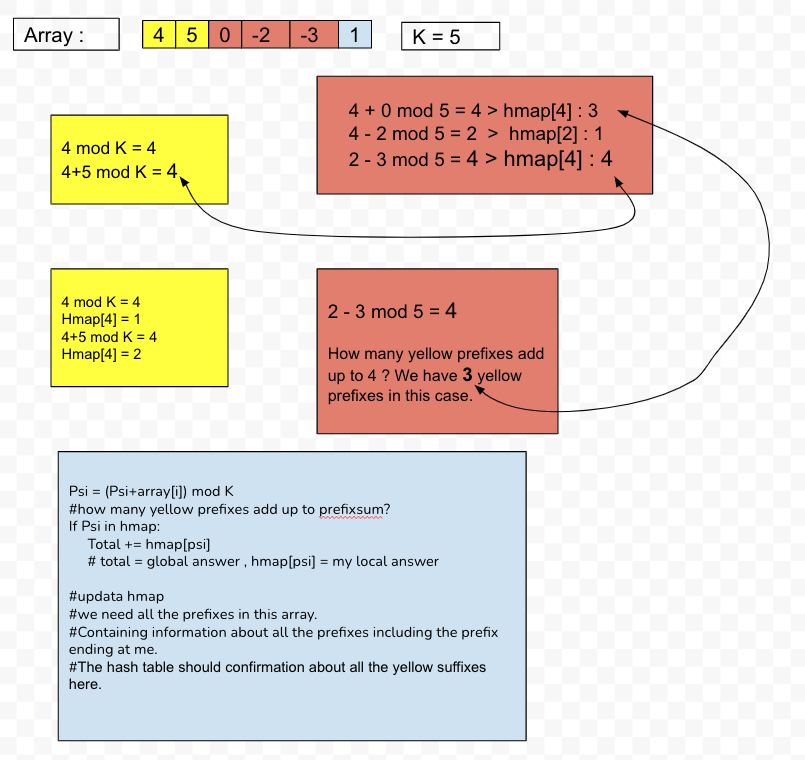 Array :
4 5 0 -2 -3 1
K = 5
4 + 0 mod 5 = 4 > hmap[4] : 3
4 - 2 mod 5 = 2 > hmap[2] : 1
2 - 3 mod 5 = 4 > hmap[4] : 4
4 mod K = 4
4+5 mod K = 4
4 mod K = 4
Hmap[4] = 1
4+5 mod K = 4
Hmap[4] = 2
2 - 3 mod 5 = 4
How many yellow prefixes add
up to 4 ? We have 3 yellow
prefixes in this case.
Psi = (Psi+array[i]) mod K
#how many yellow prefixes add up to prefixsum?
If Psi in hmap:
Total += hmap[psi]
# total = global answer , hmap[psi] = my local answer
#updata hmap
#we need all the prefixes in this array.
#Containing information about all the prefixes including the prefix
ending at me.
#The hash table should confirmation about all the yellow suffixes
here.